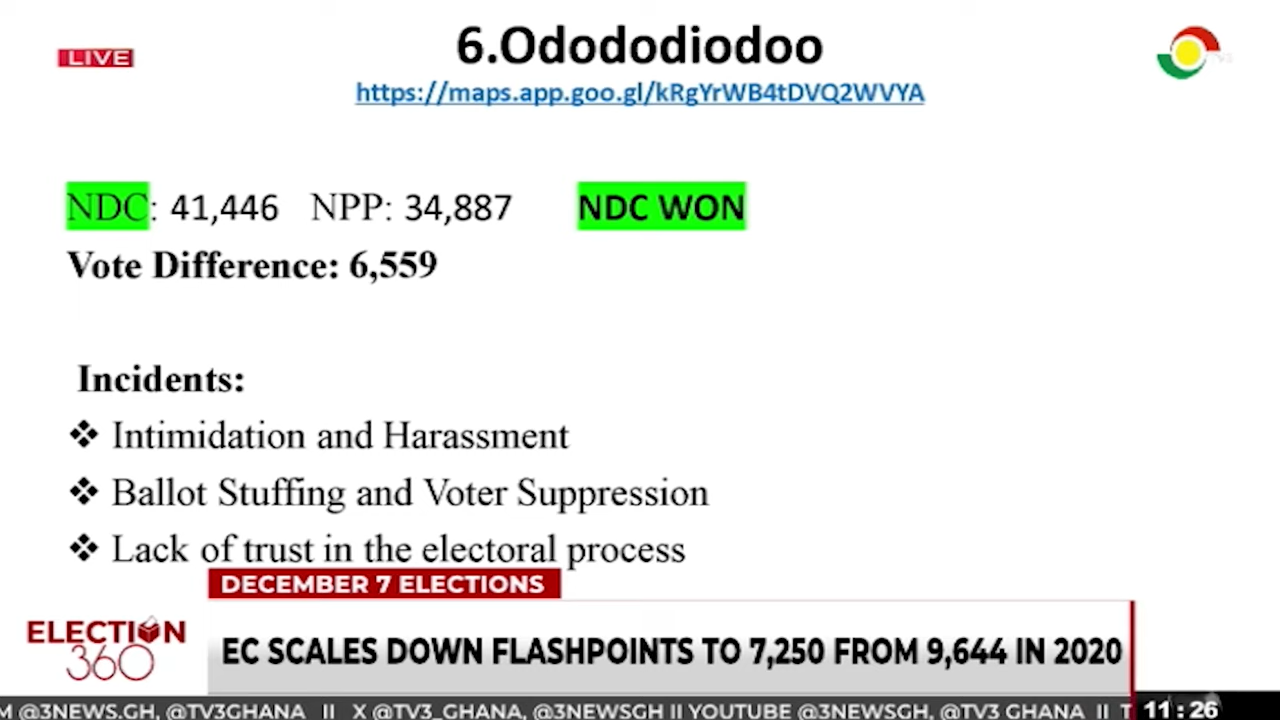 6.Odododiodoo
LIVE
https://maps.app.goo.gl/kRgYrWB4tDVQ2WVYA
NDC: 41,446 NPP: 34,887 NDC WON
Vote Difference: 6,559
Incidents:
❖ Intimidation and Harassment
❖ Ballot Stuffing and Voter Suppression
❖ Lack of trust in the electoral process
DECEMBER 7 ELECTIONS
ELECTION
360
EC SCALES DOWN FLASHPOINTS TO 7,250 FROM 9,644 IN 2020
M @3NEWS.GH, @TV3GHANA II X @TV3_GHANA, @3NEWSGH II YOUTUBE @3NEWSGH, @TV3 GHANA II T
11:26